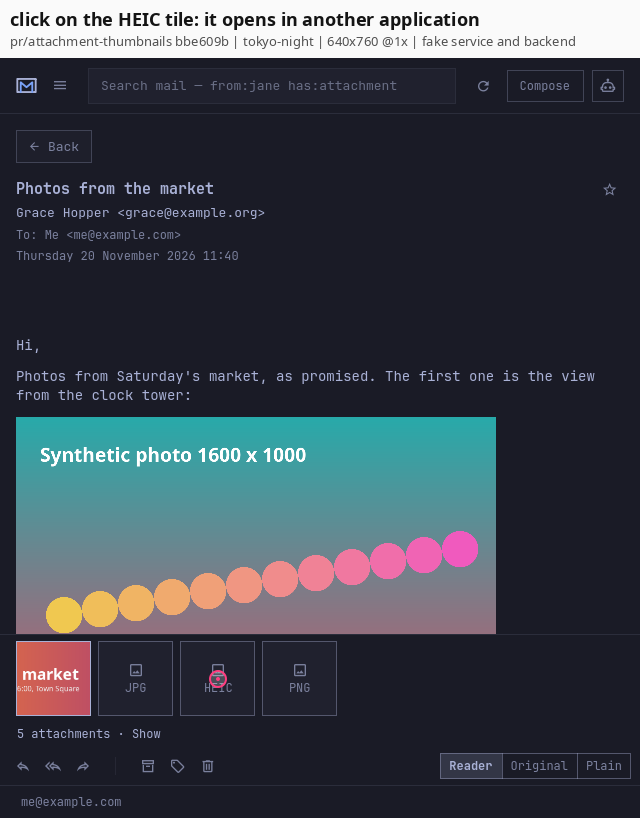 click on the HEIC tile: it opens in another application
pr/attachment-thumbnails bbe609b | tokyo-night | 640x760 @1x | fake service and backend
Search mail — from:jane has:attachment
Compose
← Back
Photos from the market
Grace Hopper <grace@example.org>
To: Me <me@example.com>
Thursday 20 November 2026 11:40
Hi,
Photos from Saturday's market, as promised. The first one is the view
from the clock tower:
Synthetic photo 1600 x 1000
market
6:00, Town Square
JPG
HEIC
PNG
5 attachments · Show
Reader
Original
Plain
me@example.com